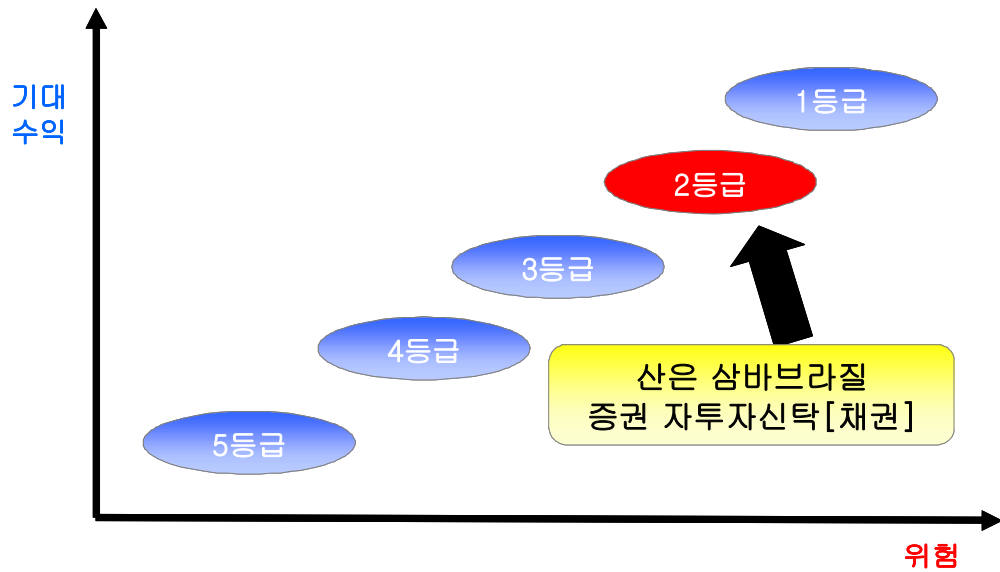 기대
수익
1등급
2등급
3등급
4등급
5등급
산은 삼바브라질
증권 자투자신탁[채권]
위험